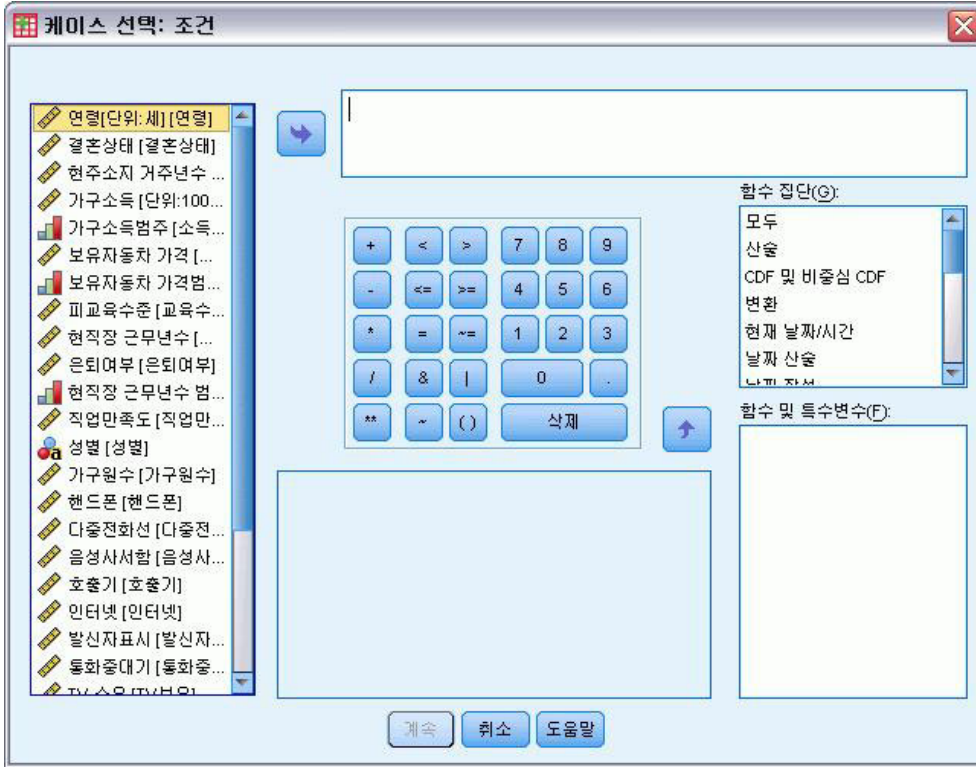 케이스 선택: 조건
연령[단위:세] [연령]
결혼상태 [결혼상태]
현주소지 거주년수 ...
가구소득 [단위:100...
가구소득범주 [소득...
보유자동차 가격 [...
보유자동차 가격범...
피교육수준 [교육수...
현직장 근무년수 [...
은퇴여부 [은퇴여부]
현직장 근무년수 범...
직업만족도 [직업만...
성별 [성별]
가구원수 [가구원수]
핸드폰 [핸드폰]
다중전화선 [다중전...
음성사서함 [음성사...
호출기 [호출기]
인터넷 [인터넷]
발신자표시 [발신자...
통화중대기 [통화중...
+ < > 7 8 9
- <= >= 4 5 6
* = ~= 1 2 3
/ & | 0 .
** ~ ( ) 삭제
함수 집단(G):
모두
산술
CDF 및 비중심 CDF
변환
현재 날짜/시간
날짜 산술
함수 및 특수변수(F):
계속 취소 도움말